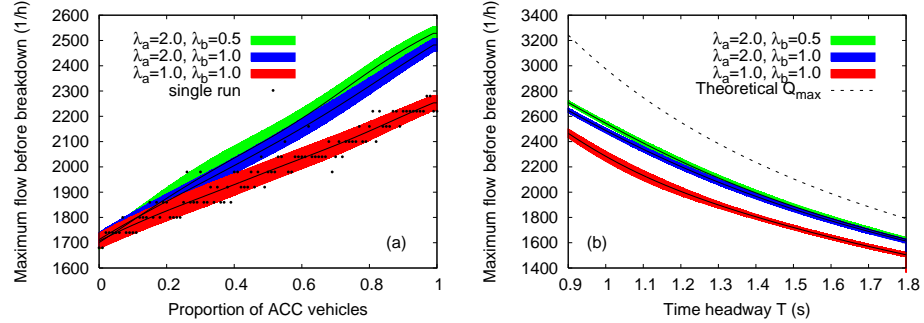 Maximum flow before breakdown (1/h)
2600
2500
2400
2300
2200
2100
2000
1900
1800
1700
1600
λa=2.0, λb=0.5
λa=2.0, λb=1.0
λa=1.0, λb=1.0
single run
(a)
0 0.2 0.4 0.6 0.8 1
Proportion of ACC vehicles
Maximum flow before breakdown (1/h)
3400
3200
3000
2800
2600
2400
2200
2000
1800
1600
1400
λa=2.0, λb=0.5
λa=2.0, λb=1.0
λa=1.0, λb=1.0
Theoretical Qmax
(b)
0.9 1 1.1 1.2 1.3 1.4 1.5 1.6 1.7 1.8
Time headway T (s)